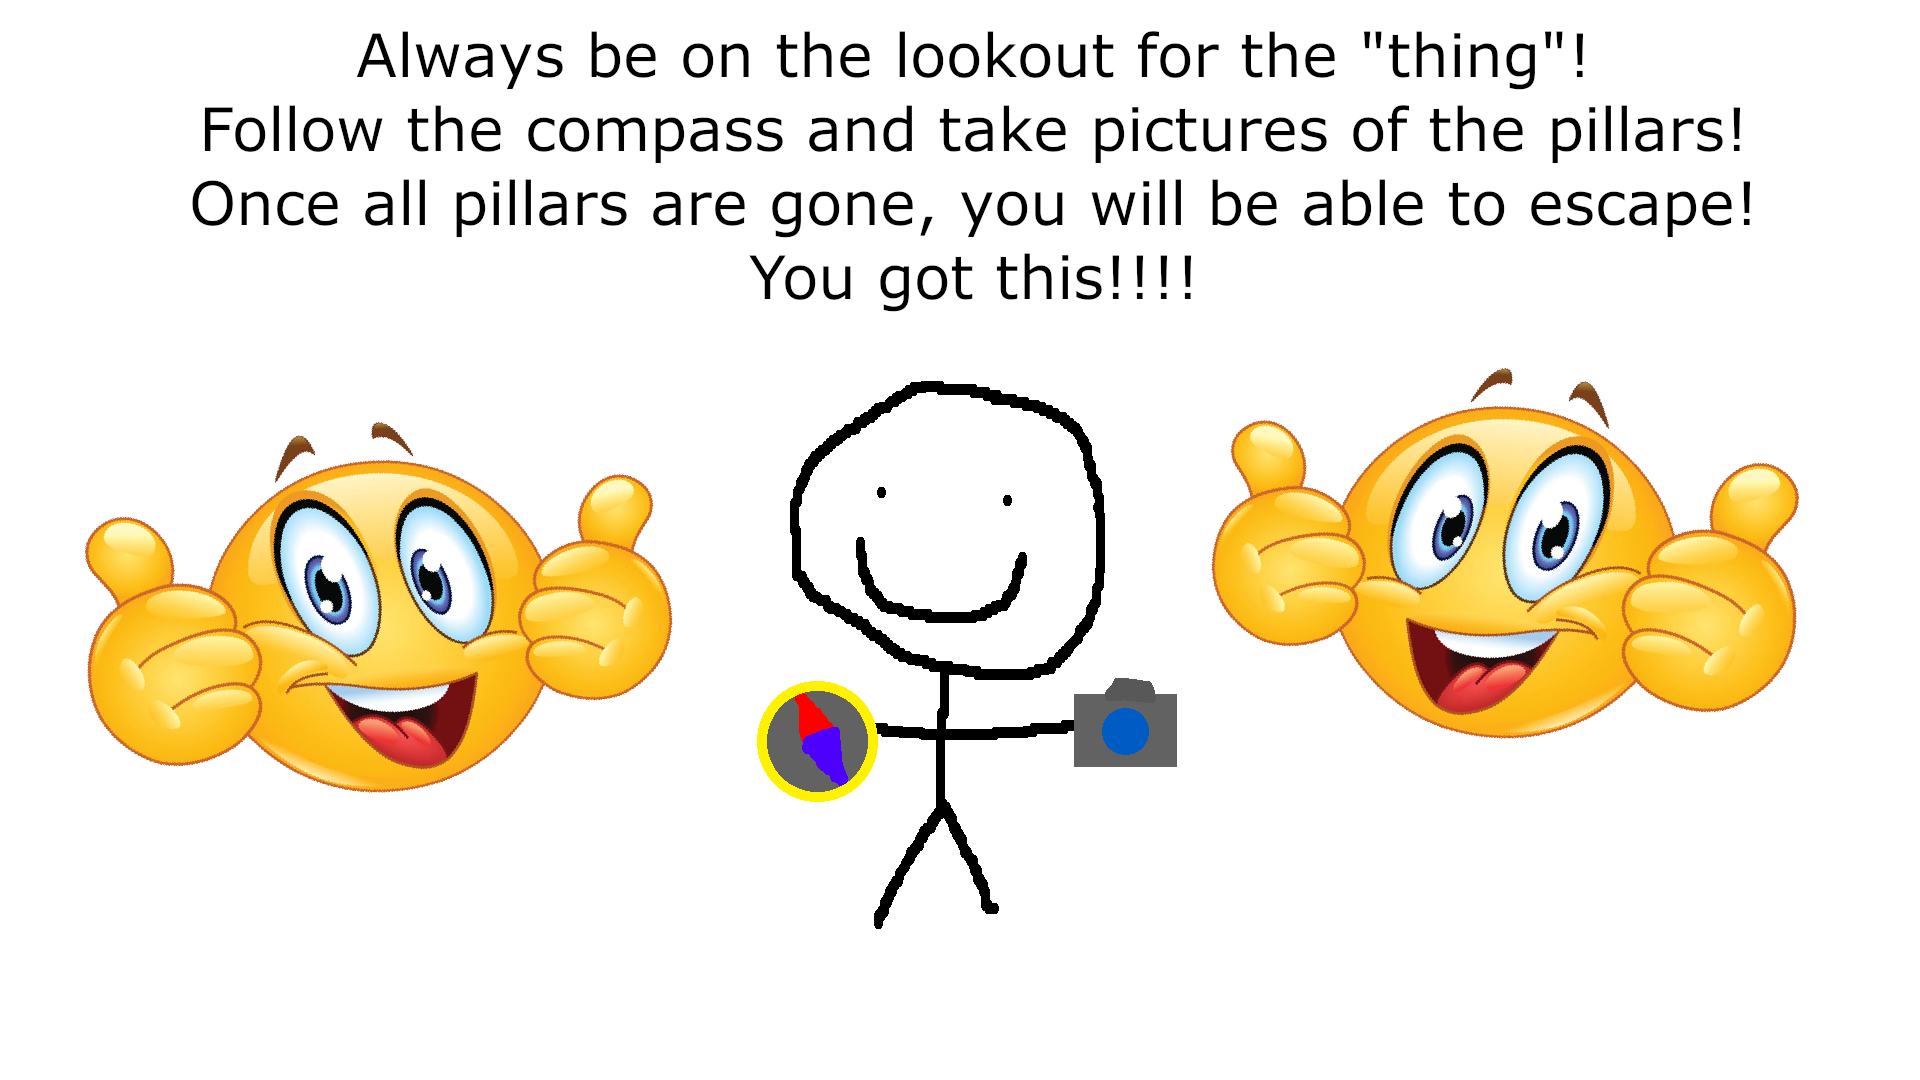 Always be on the lookout for the "thing"!
Follow the compass and take pictures of the pillars!
Once all pillars are gone, you will be able to escape!
You got this!!!!